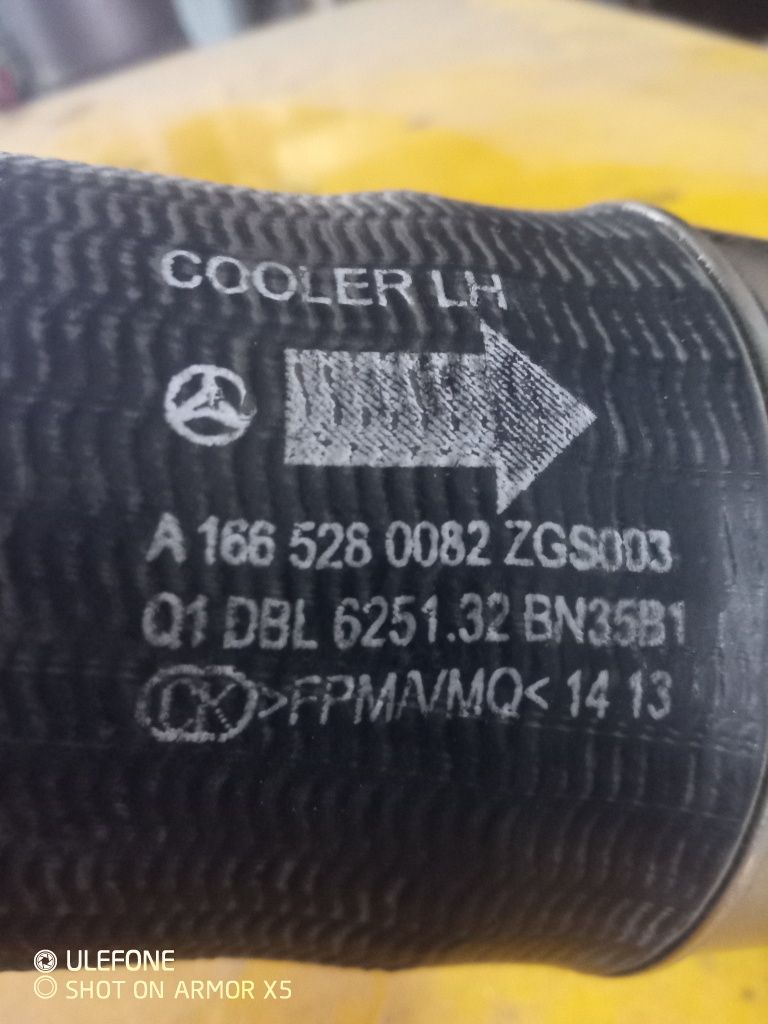 COOLER LH
A 166 528 0082 ZGS003
Q1 DBL 6251.32 BN35B1
CK >FPM/VMQ< 14 13
ULEFONE
SHOT ON ARMOR X5